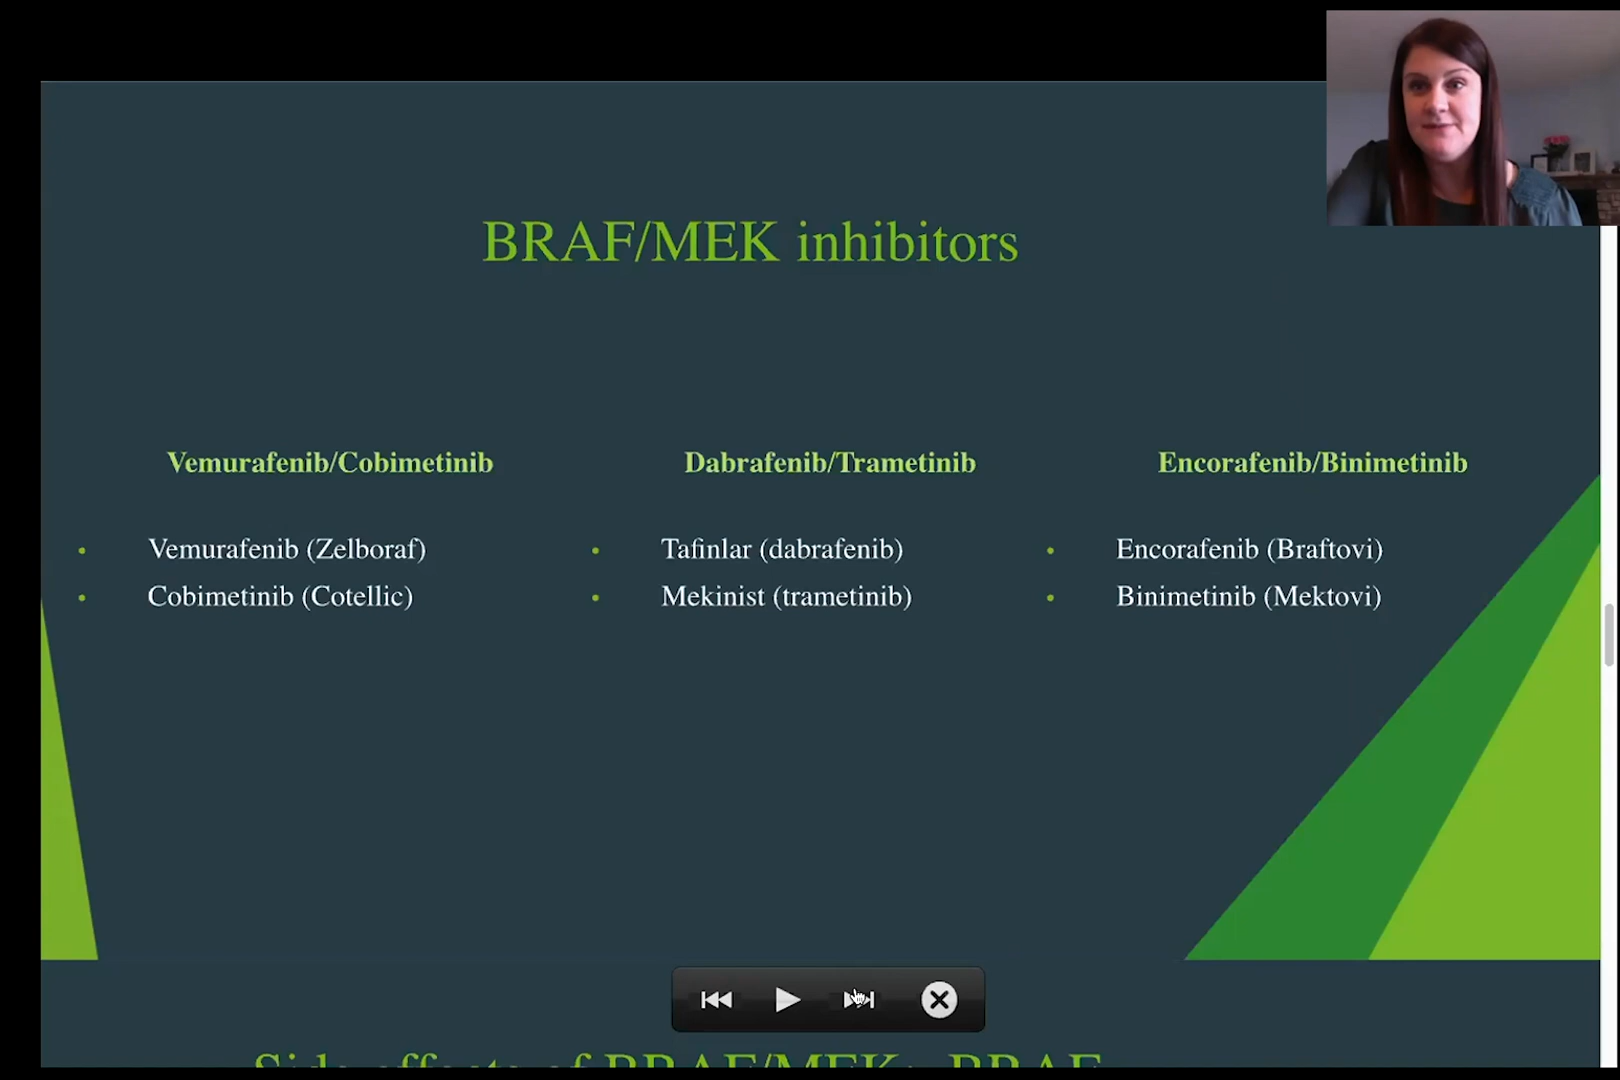 BRAF/MEK inhibitors
Vemurafenib/Cobimetinib
• Vemurafenib (Zelboraf)
• Cobimetinib (Cotellic)
Dabrafenib/Trametinib
• Tafinlar (dabrafenib)
• Mekinist (trametinib)
Encorafenib/Binimetinib
• Encorafenib (Braftovi)
• Binimetinib (Mektovi)
Side effects of BRAF/MEKs BRAF